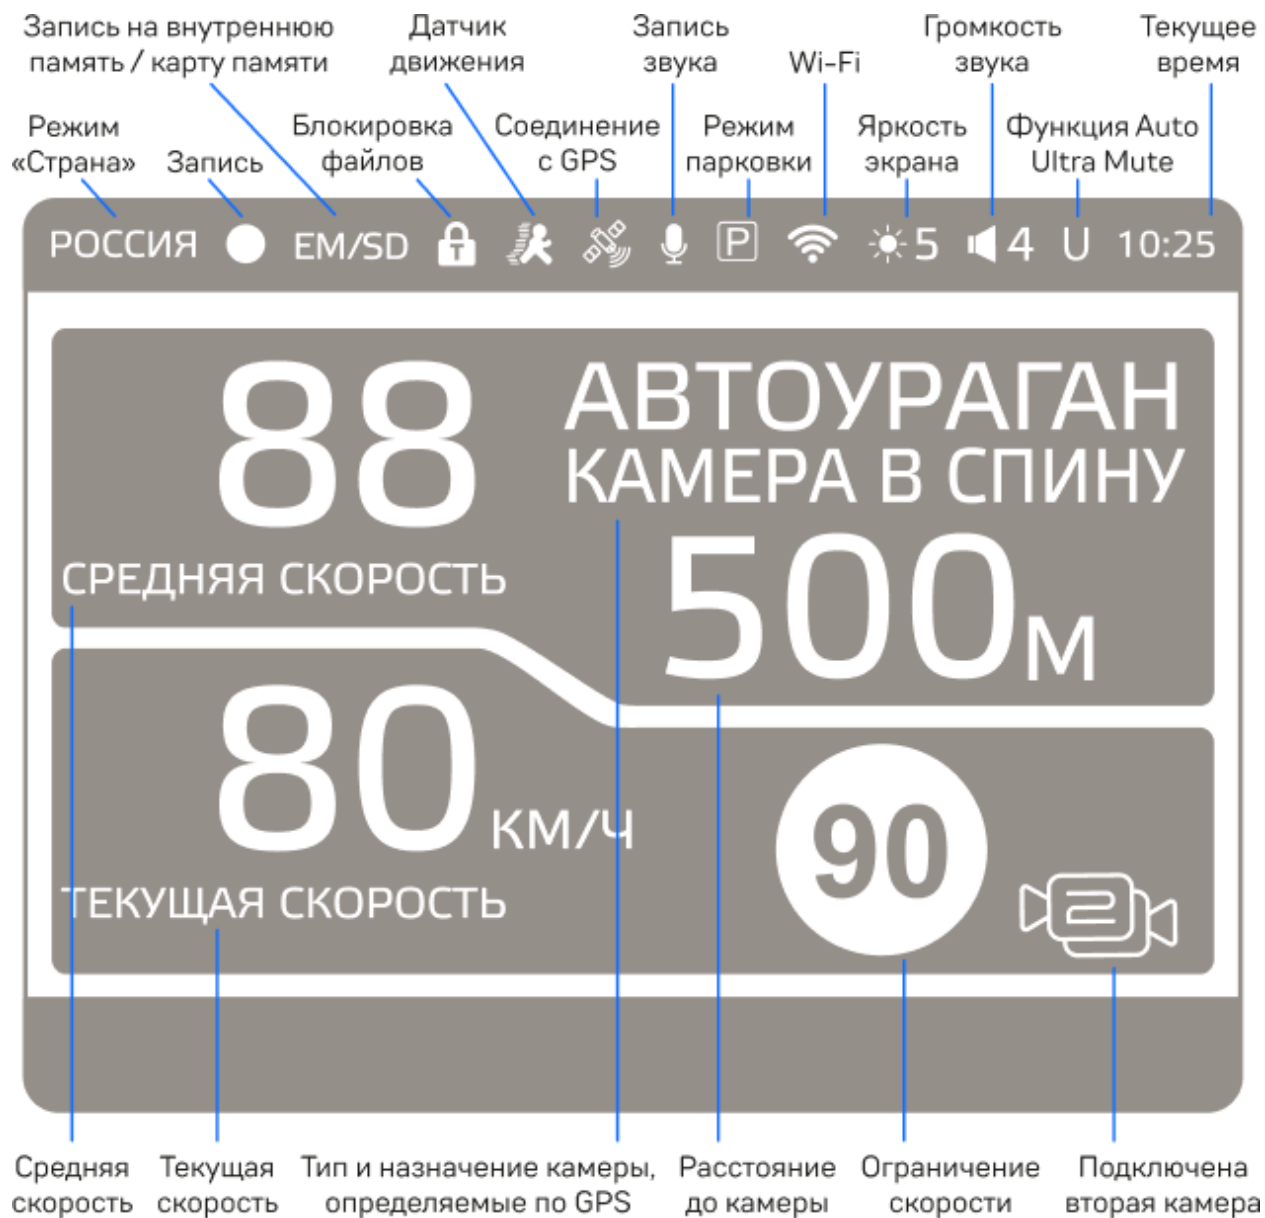 Запись на внутреннюю
память / карту памяти
Датчик
движения
Запись
звука
Wi-Fi
Громкость
звука
Текущее
время
Режим
«Страна»
Запись
Блокировка
файлов
Соединение
с GPS
Режим
парковки
Яркость
экрана
Функция Auto
Ultra Mute
РОССИЯ EM/SD T P 5 4 U 10:25
88
СРЕДНЯЯ СКОРОСТЬ
АВТОУРАГАН
КАМЕРА В СПИНУ
500м
80 КМ/Ч
ТЕКУЩАЯ СКОРОСТЬ
90
2
Средняя
скорость
Текущая
скорость
Тип и назначение камеры,
определяемые по GPS
Расстояние
до камеры
Ограничение
скорости
Подключена
вторая камера